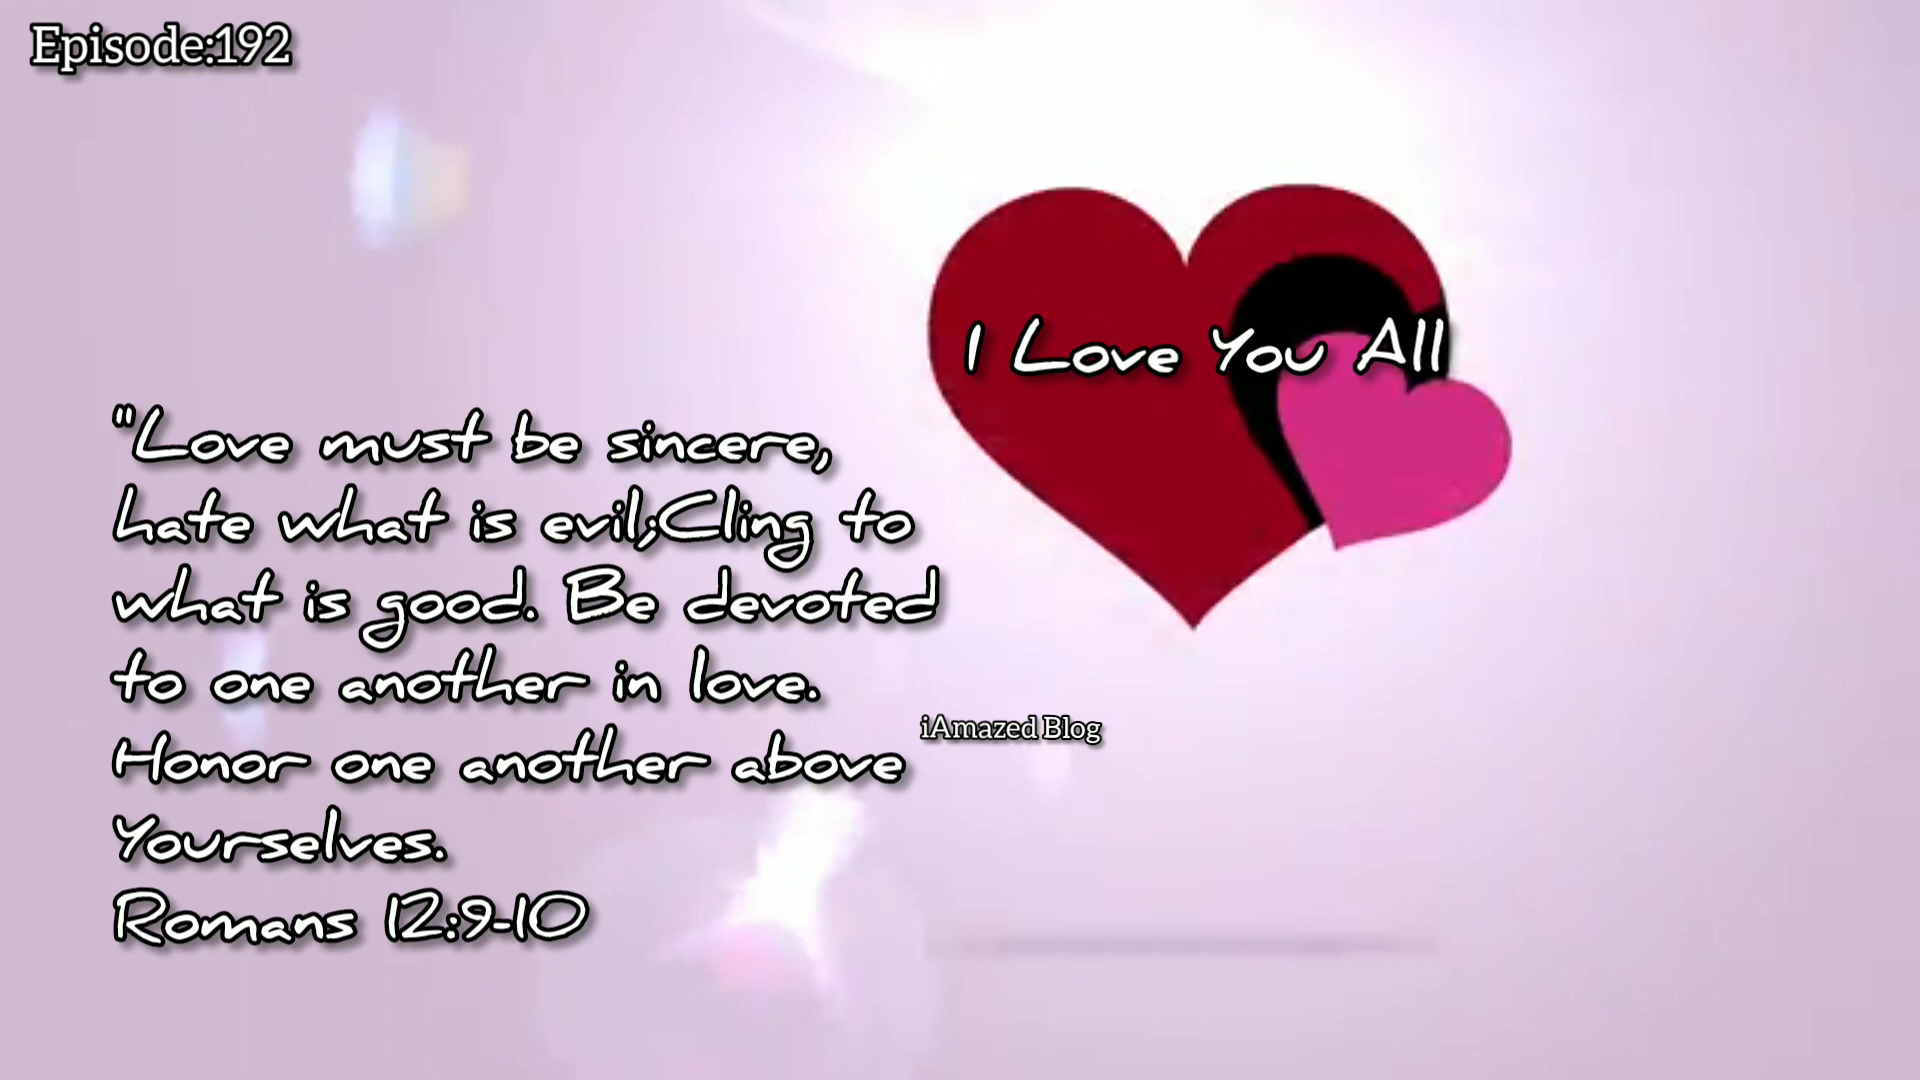 Episode:192
I Love You All
"Love must be sincere,
hate what is evil;Cling to
what is good. Be devoted
to one another in love.
Honor one another above
Yourselves.
Romans 12:9-10
iAmazed Blog